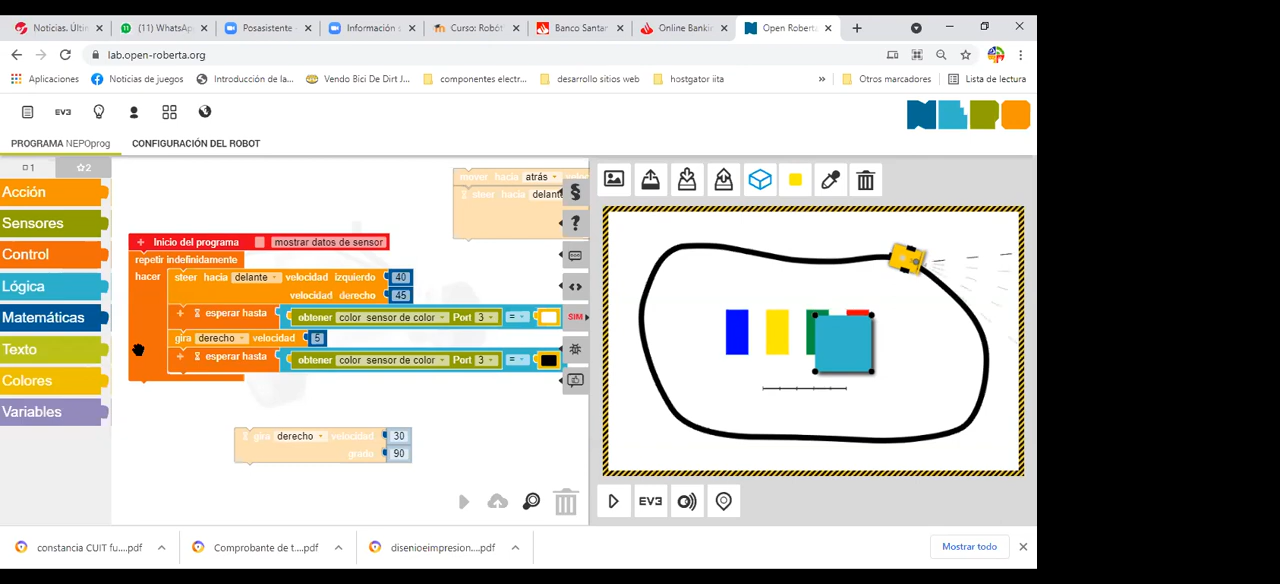 Noticias. Últim
(11) WhatsA
Posasistente -
Información s
Curso: Robót
Banco Santan
Online Bankin
Open Roberta
lab.open-roberta.org
Aplicaciones
Noticias de juegos
Introducción de la...
Vendo Bici De Dirt J...
componentes electr...
desarrollo sitios web
hostgator iita
»
Otros marcadores
Lista de lectura
EV3
PROGRAMA NEPOprog
CONFIGURACIÓN DEL ROBOT
1
2
Acción
Sensores
Control
Lógica
Matemáticas
Texto
Colores
Variables
mover hacia atrás
steer hacia delant
+ Inicio del programa mostrar datos de sensor
repetir indefinidamente
hacer steer hacia delante velocidad izquierdo 40
velocidad derecho 45
+ esperar hasta obtener color sensor de color Port 3 =
gira derecho velocidad 5
+ esperar hasta obtener color sensor de color Port 3 =
gira derecho velocidad 30
grado 90
SIM
EV3
constancia CUIT fu....pdf
Comprobante de t....pdf
disenioeimpresion....pdf
Mostrar todo